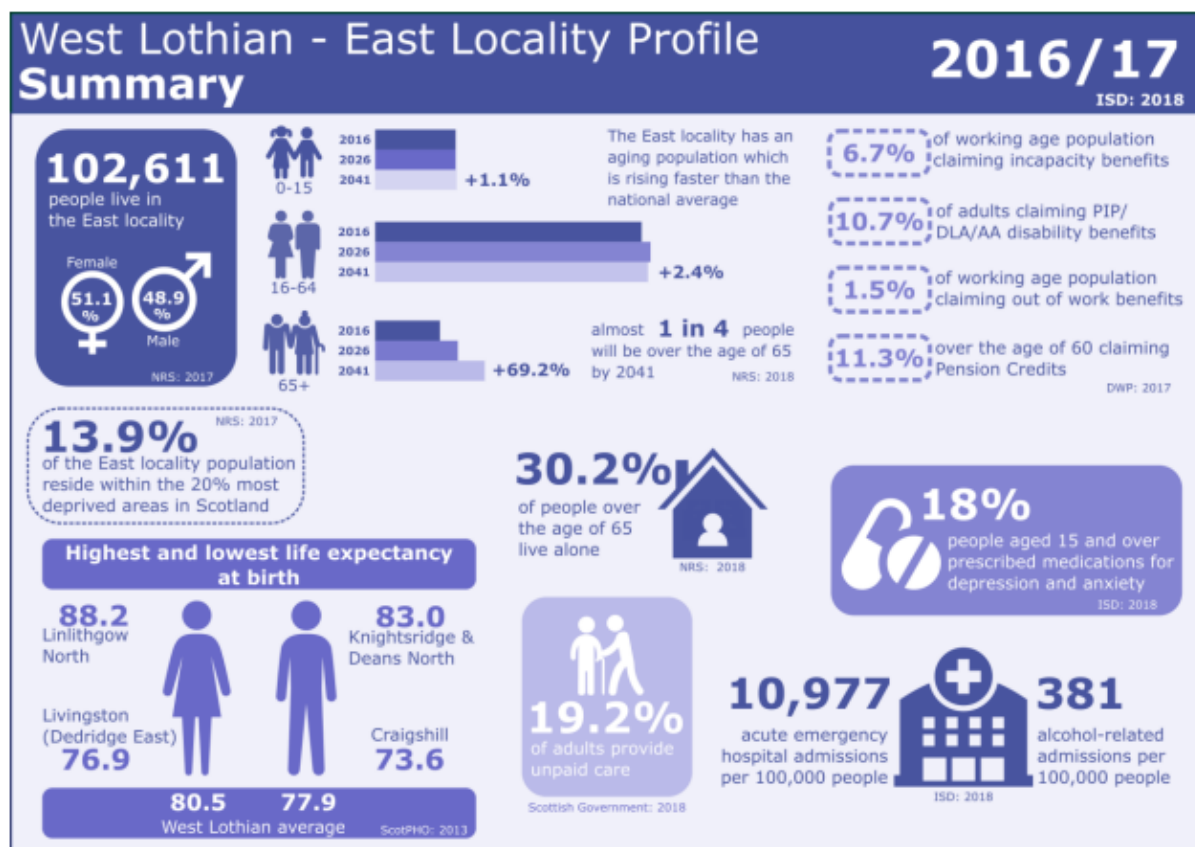 West Lothian - East Locality Profile
Summary
2016/17
ISD: 2018
102,611
people live in
the East locality
Female
51.1
%
48.9
%
Male
NRS: 2017
0-15
2016
2026
2041
+1.1%
16-64
2016
2026
2041
+2.4%
65+
2016
2026
2041
+69.2%
The East locality has an
aging population which
is rising faster than the
national average
almost 1 in 4 people
will be over the age of 65
by 2041
NRS: 2018
6.7%
of working age population
claiming incapacity benefits
10.7%
of adults claiming PIP/
DLA/AA disability benefits
1.5%
of working age population
claiming out of work benefits
11.3%
over the age of 60 claiming
Pension Credits
DWP: 2017
NRS: 2017
13.9%
of the East locality population
reside within the 20% most
deprived areas in Scotland
30.2%
of people over
the age of 65
live alone
NRS: 2018
18%
people aged 15 and over
prescribed medications for
depression and anxiety
ISD: 2018
Highest and lowest life expectancy
at birth
88.2
Linlithgow
North
83.0
Knightsridge &
Deans North
Livingston
(Dedridge East)
76.9
Craigshill
73.6
80.5
77.9
West Lothian average
ScotPHO: 2013
19.2%
of adults provide
unpaid care
Scottish Government: 2018
10,977
acute emergency
hospital admissions
per 100,000 people
381
alcohol-related
admissions per
100,000 people
ISD: 2018